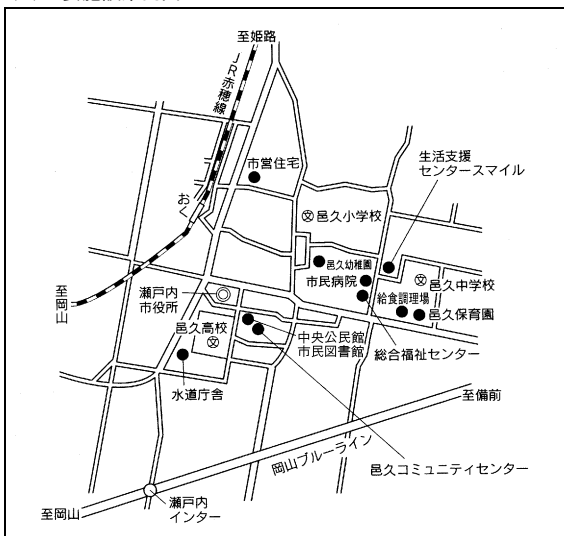 至姫路
JR赤穂線
市営住宅
生活支援
センタースマイル
おく
邑久小学校
邑久幼稚園
市民病院
邑久中学校
給食調理場
邑久保育園
至岡山
瀬戸内
市役所
邑久高校
中央公民館
市民図書館
総合福祉センター
水道庁舎
至備前
岡山ブルーライン
邑久コミュニティセンター
瀬戸内
インター
至岡山